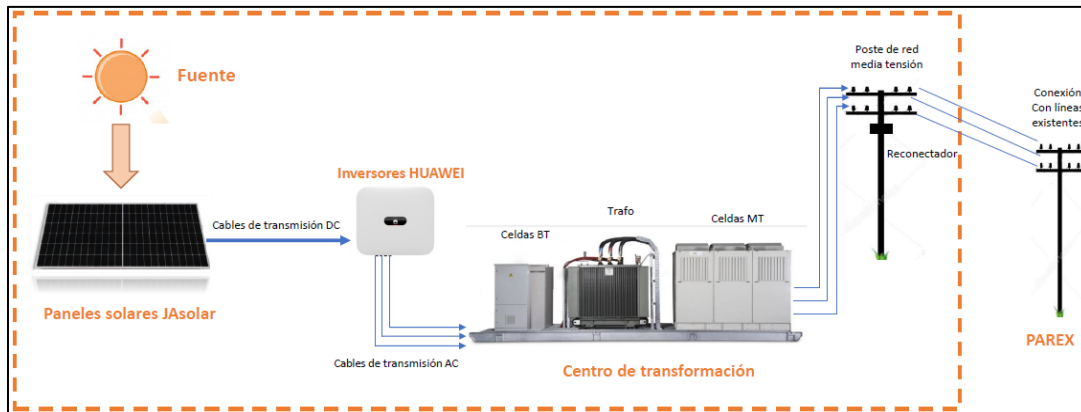 Fuente
Paneles solares JAsolar
Cables de transmisión DC
Inversores HUAWEI
Cables de transmisión AC
Celdas BT
Trafo
Celdas MT
Centro de transformación
Poste de red
media tensión
Reconectador
Conexión
Con líneas
existentes
PAREX